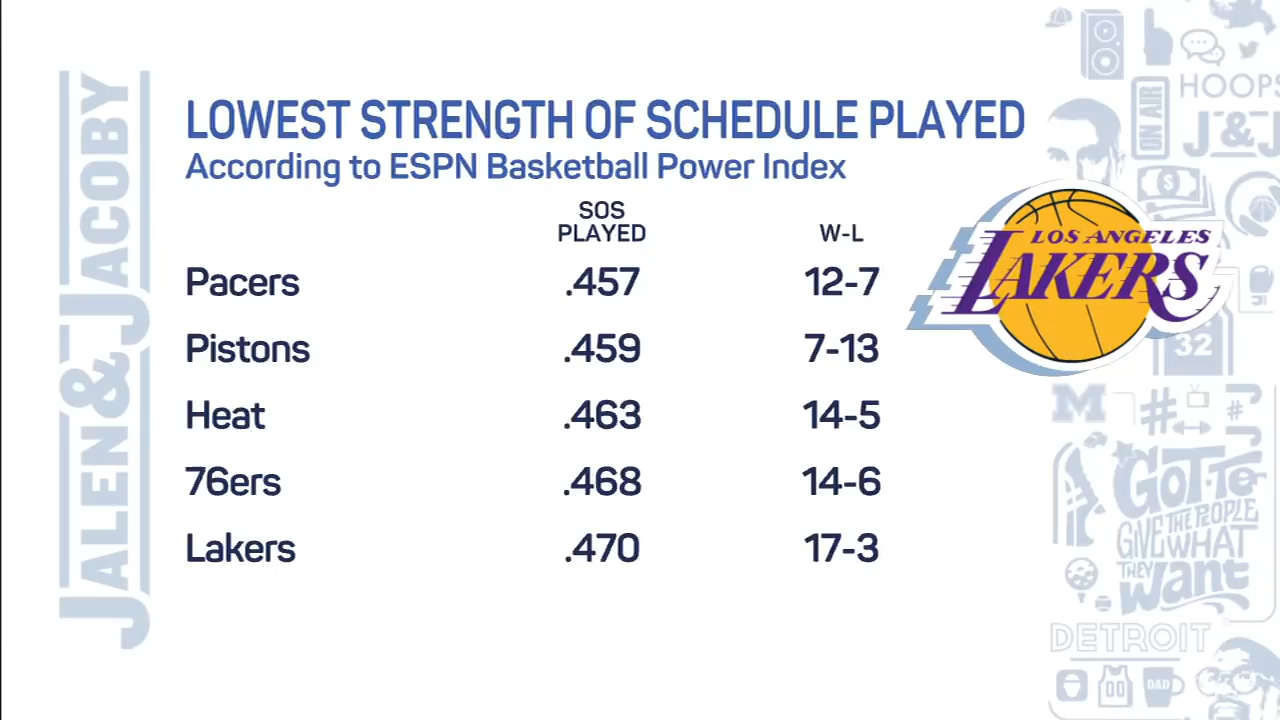 JALEN & JACOBY
LOWEST STRENGTH OF SCHEDULE PLAYED
According to ESPN Basketball Power Index
SOS
PLAYED W-L
Pacers .457 12-7
Pistons .459 7-13
Heat .463 14-5
76ers .468 14-6
Lakers .470 17-3
LOS ANGELES
LAKERS
HOOPS
ON AIR
J&J
32
M
#
#
GOT TO
GIVE THE PEOPLE
WHAT
THEY
Want
DETROIT
00
DAD